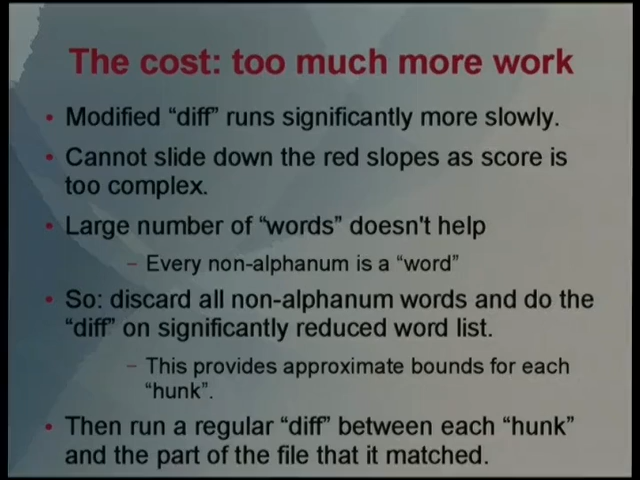 The cost: too much more work
• Modified “diff” runs significantly more slowly.
• Cannot slide down the red slopes as score is
too complex.
• Large number of “words” doesn't help
– Every non-alphanum is a “word”
• So: discard all non-alphanum words and do the
“diff” on significantly reduced word list.
– This provides approximate bounds for each
“hunk”.
• Then run a regular “diff” between each “hunk”
and the part of the file that it matched.